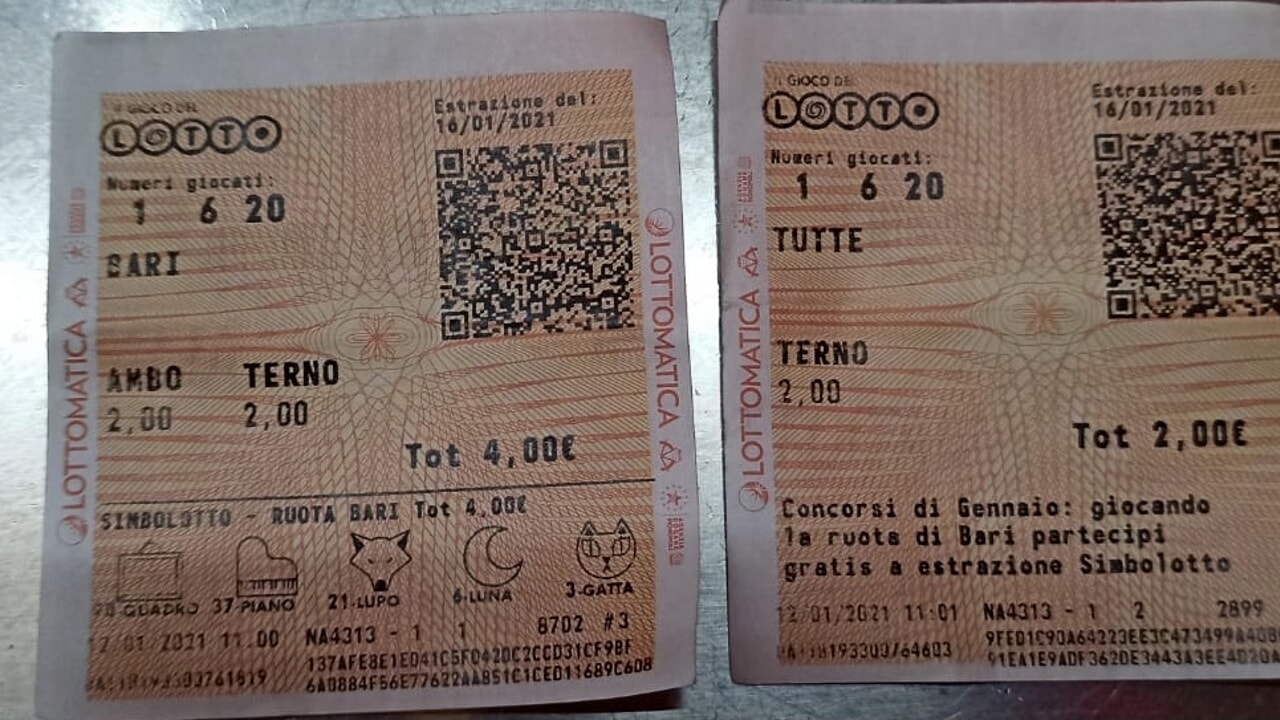 IL GIOCO DEL
LOTTO
Estrazione del:
16/01/2021
Numeri giocati:
1 6 20
BARI
AMBO TERNO
2,00 2,00
Tot 4,00€
SIMBOLOTTO - RUOTA BARI Tot 4.00€
QUADRO 37-PIANO 21-LUPO 6-LUNA 3-GATTA
12/01/2021 11.00 NA4313 - 1 1 8702 #3
137AFE8E1E041C5F0420C2CCD31CF9BF
6A0884F56E77622AA851C1CED11689C608
LOTTOMATICA
LOTTOMATICA
IL GIOCO DEL
LOTTO
Estrazione del:
16/01/2021
Numeri giocati:
1 6 20
TUTTE
TERNO
2,00
Tot 2,00€
Concorsi di Gennaio: giocando
la ruota di Bari partecipi
gratis a estrazione Simbolotto
12/01/2021 11:01 NA4313 - 1 2 2899
LOTTOMATICA